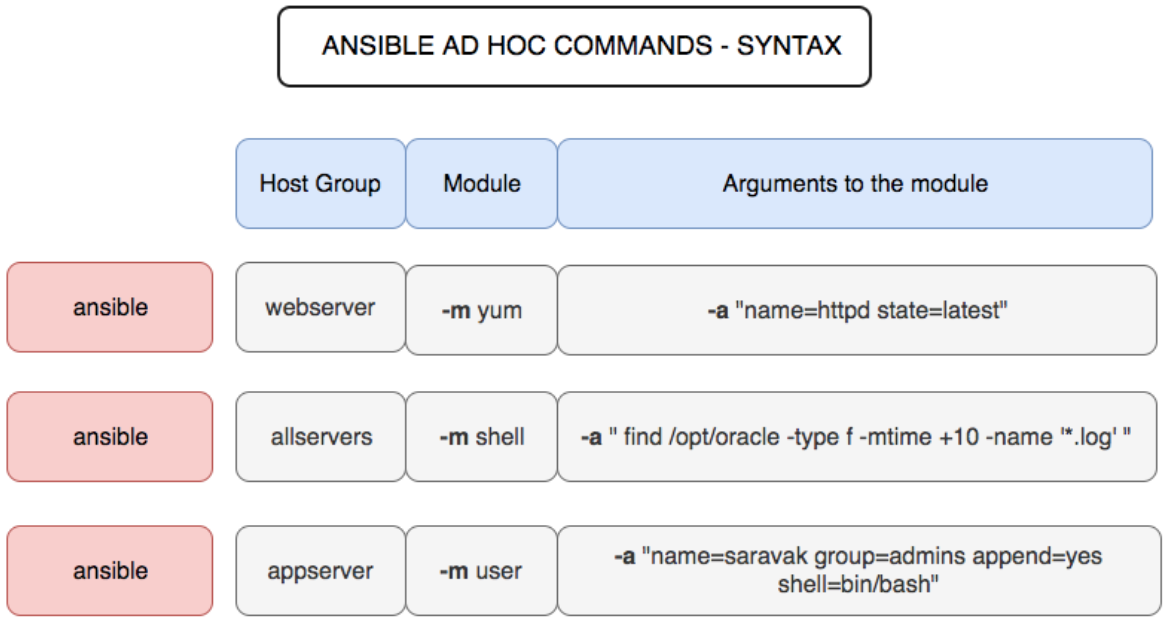 ANSIBLE AD HOC COMMANDS - SYNTAX
Host Group Module Arguments to the module
ansible webserver -m yum -a "name=httpd state=latest"
ansible allservers -m shell -a " find /opt/oracle -type f -mtime +10 -name '*.log' "
ansible appserver -m user -a "name=saravak group=admins append=yes
shell=bin/bash"